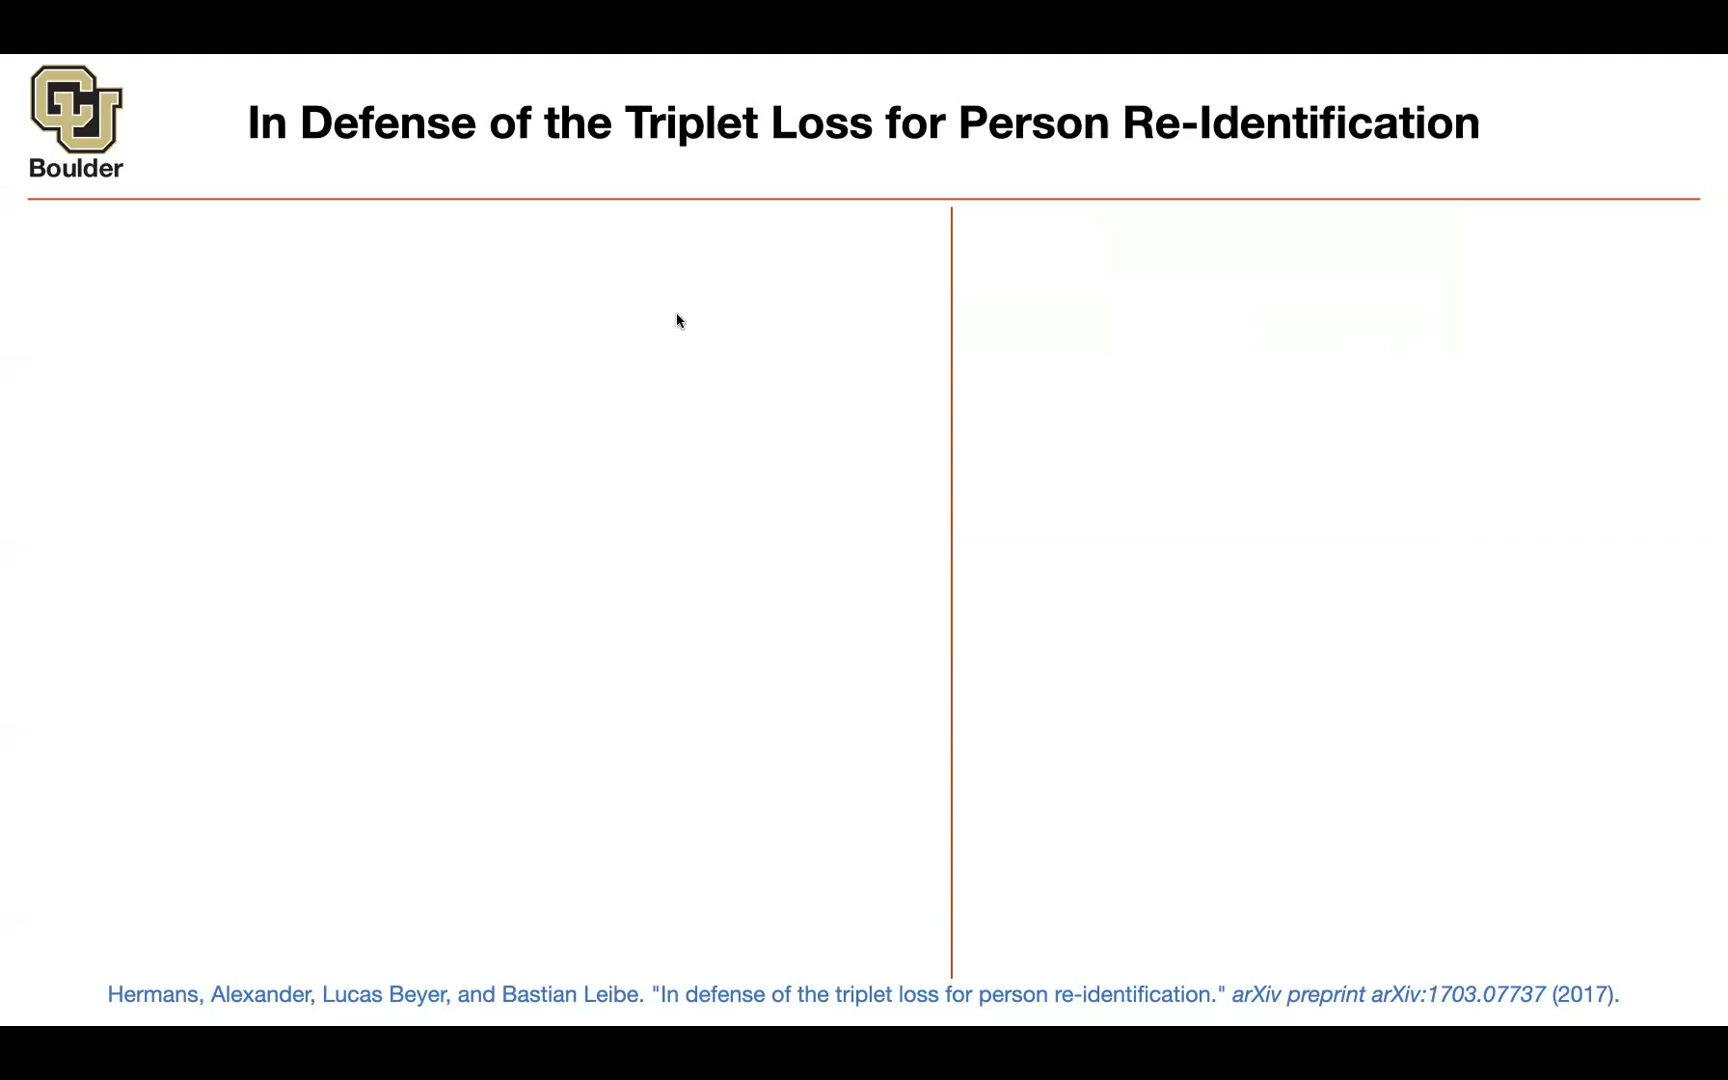 CU
Boulder
In Defense of the Triplet Loss for Person Re-Identification
Hermans, Alexander, Lucas Beyer, and Bastian Leibe. "In defense of the triplet loss for person re-identification." arXiv preprint arXiv:1703.07737 (2017).